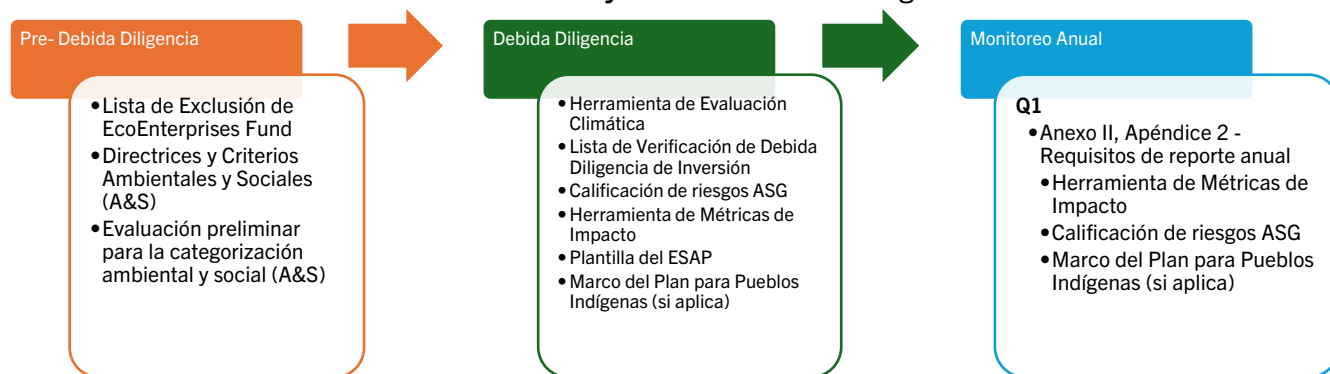 Pre- Debida Diligencia
•Lista de Exclusión de
EcoEnterprises Fund
•Directrices y Criterios
Ambientales y Sociales
(A&S)
•Evaluación preliminar
para la categorización
ambiental y social (A&S)
Debida Diligencia
•Herramienta de Evaluación
Climática
•Lista de Verificación de Debida
Diligencia de Inversión
•Calificación de riesgos ASG
•Herramienta de Métricas de
Impacto
•Plantilla del ESAP
•Marco del Plan para Pueblos
Indígenas (si aplica)
Monitoreo Anual
Q1
•Anexo II, Apéndice 2 -
Requisitos de reporte anual
•Herramienta de Métricas de
Impacto
•Calificación de riesgos ASG
•Marco del Plan para Pueblos
Indígenas (si aplica)